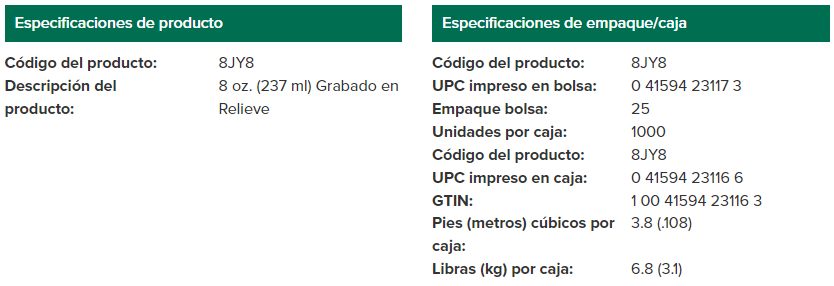 Especificaciones de producto
Código del producto: 8JY8
Descripción del 8 oz. (237 ml) Grabado en
producto: Relieve
Especificaciones de empaque/caja
Código del producto: 8JY8
UPC impreso en bolsa: 0 41594 23117 3
Empaque bolsa: 25
Unidades por caja: 1000
Código del producto: 8JY8
UPC impreso en caja: 0 41594 23116 6
GTIN: 1 00 41594 23116 3
Pies (metros) cúbicos por 3.8 (.108)
caja:
Libras (kg) por caja: 6.8 (3.1)